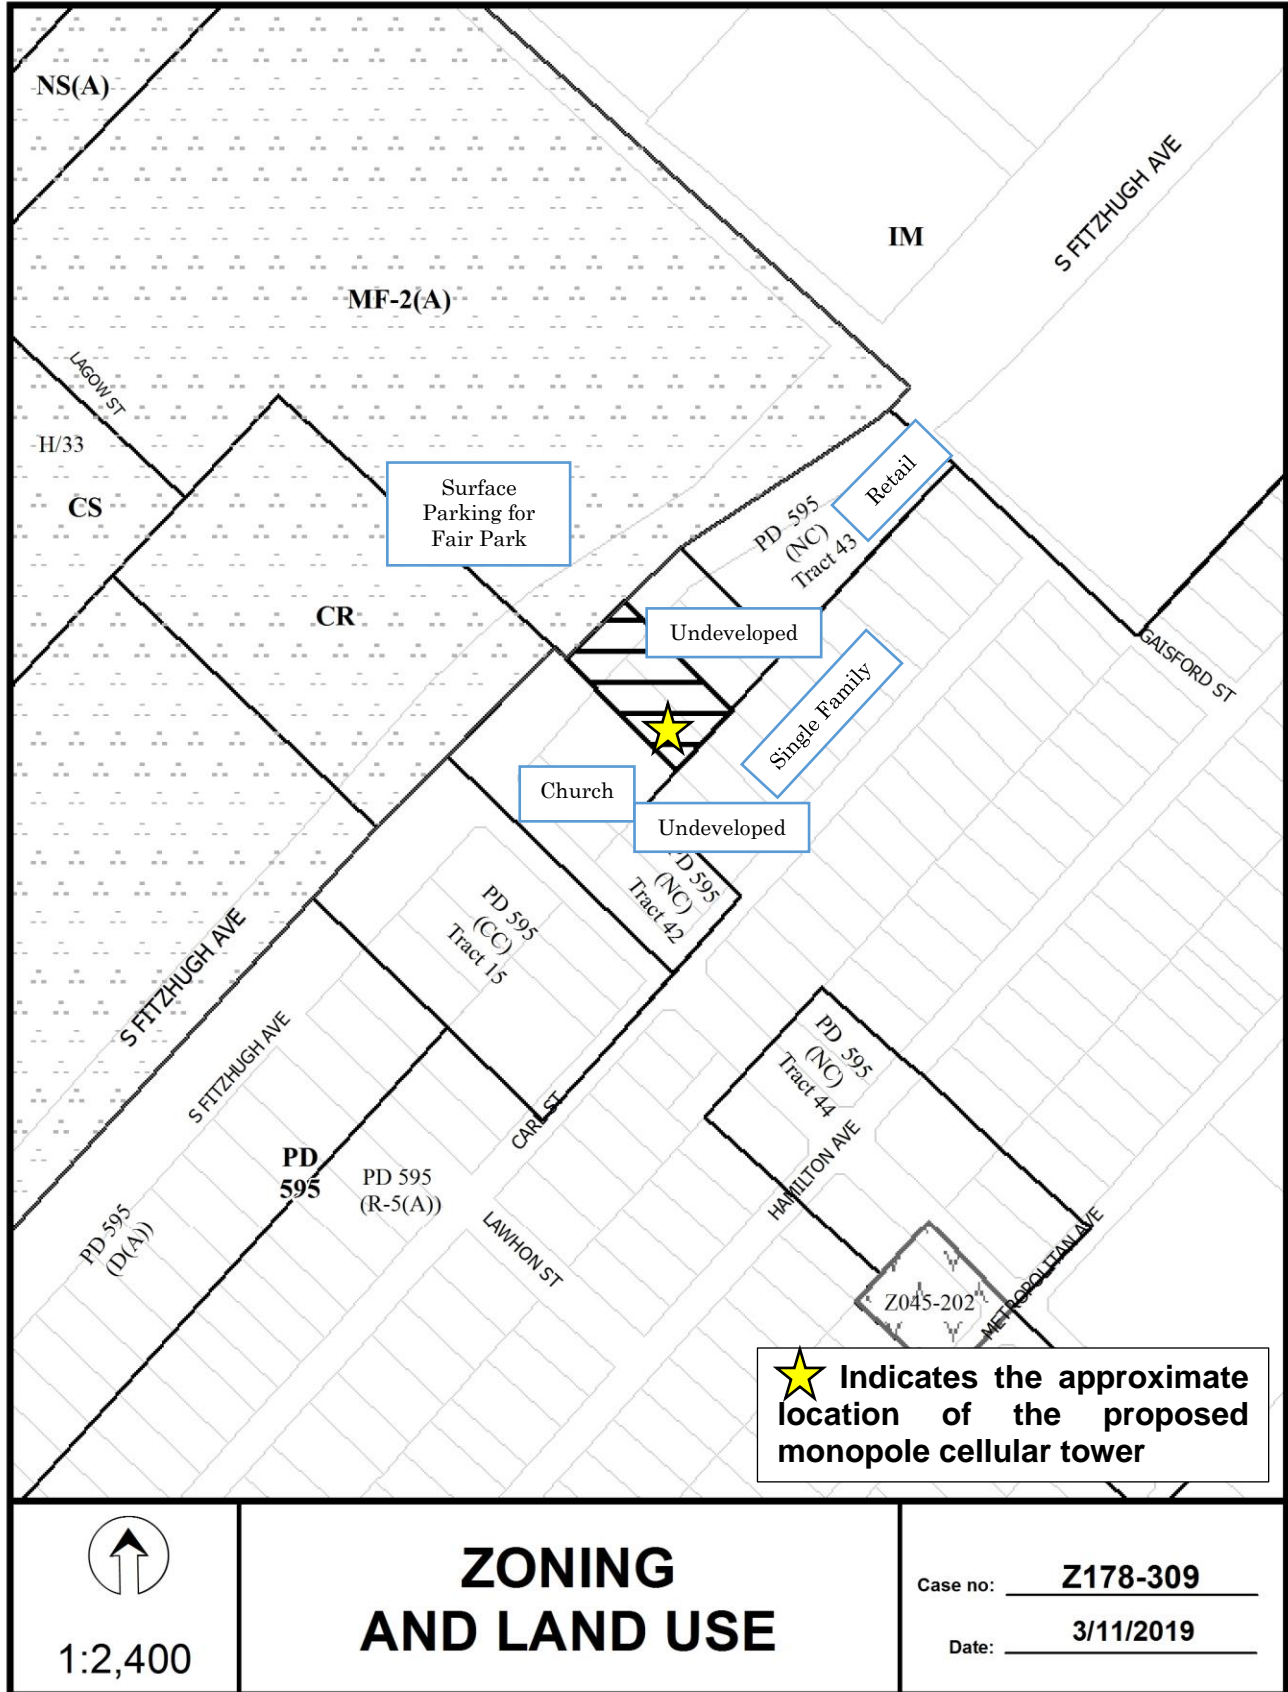 NS(A)
IM
S FITZHUGH AVE
MF-2(A)
LAGOW ST
H/33
CS
Surface
Parking for
Fair Park
Retail
PD 595
(NC)
Tract 43
CR
Undeveloped
GAISFORD ST
Single Family
Church
Undeveloped
PD 595
(NC)
Tract 42
PD 595
(CC)
Tract 15
S FITZHUGH AVE
S FITZHUGH AVE
PD 595
(NC)
Tract 44
CARL ST
HAMILTON AVE
PD
595
PD 595
(R-5(A))
PD 595
(D(A))
LAWHON ST
METROPOLITAN AVE
Z045-202
Indicates the approximate
location of the proposed
monopole cellular tower
1:2,400
ZONING
AND LAND USE
Case no: Z178-309
Date: 3/11/2019